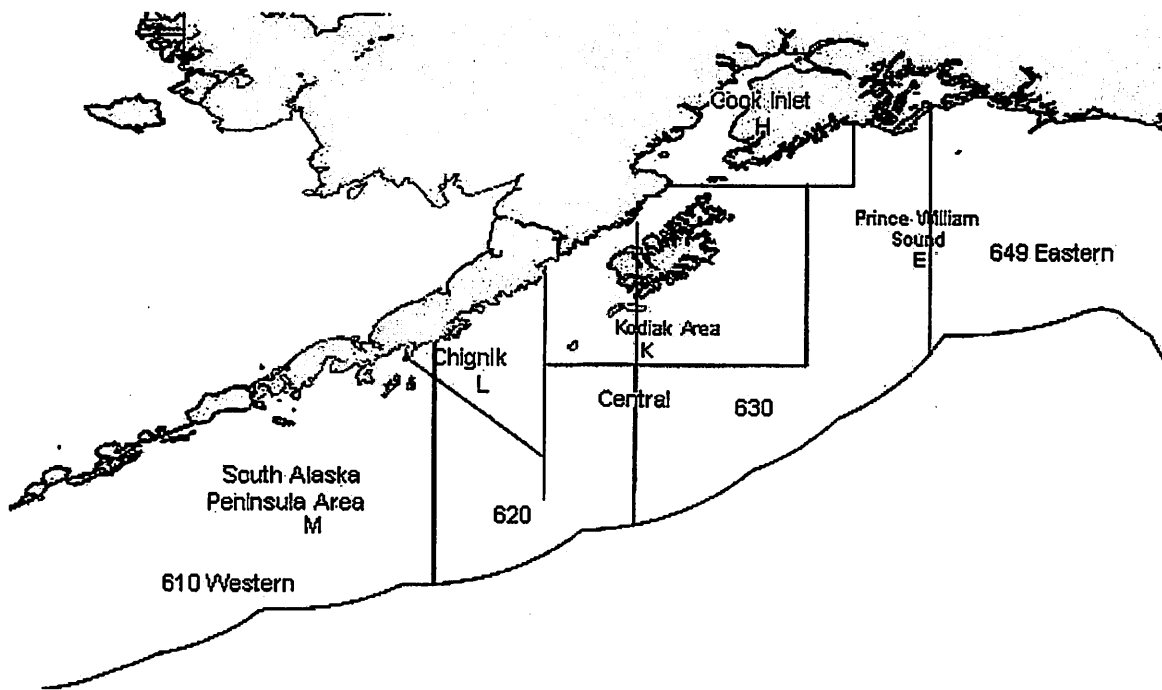 Cook Inlet
H
Prince William
Sound
E
649 Eastern
Kodiak Area
K
Chignik
L
Central
630
South Alaska
Peninsula Area
M
620
610 Western